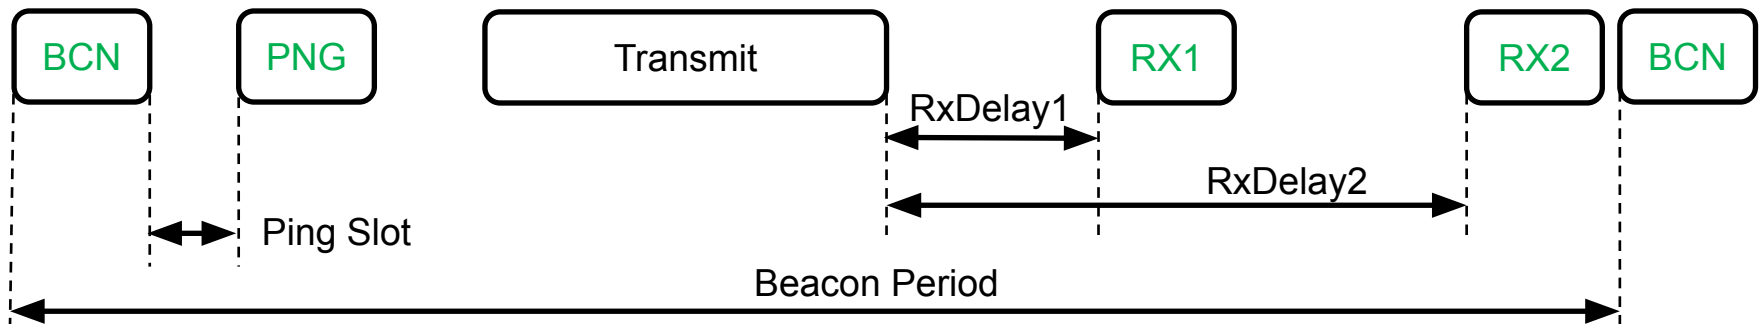 BCN
PNG
Transmit
RX1
RX2
BCN
RxDelay1
RxDelay2
Ping Slot
Beacon Period